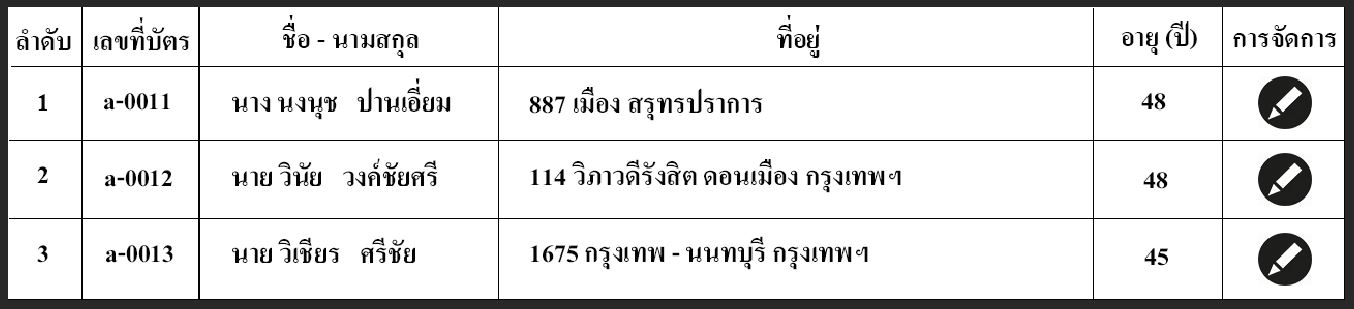 ลำดับ เลขที่บัตร ชื่อ - นามสกุล ที่อยู่ อายุ (ปี) การจัดการ
1 a-0011 นาง นงนุช ปานเอี่ยม 887 เมือง สรุทรปราการ 48
2 a-0012 นาย วินัย วงค์ชัยศรี 114 วิภาวดีรังสิต ดอนเมือง กรุงเทพฯ 48
3 a-0013 นาย วิเชียร ศรีชัย 1675 กรุงเทพ - นนทบุรี กรุงเทพฯ 45